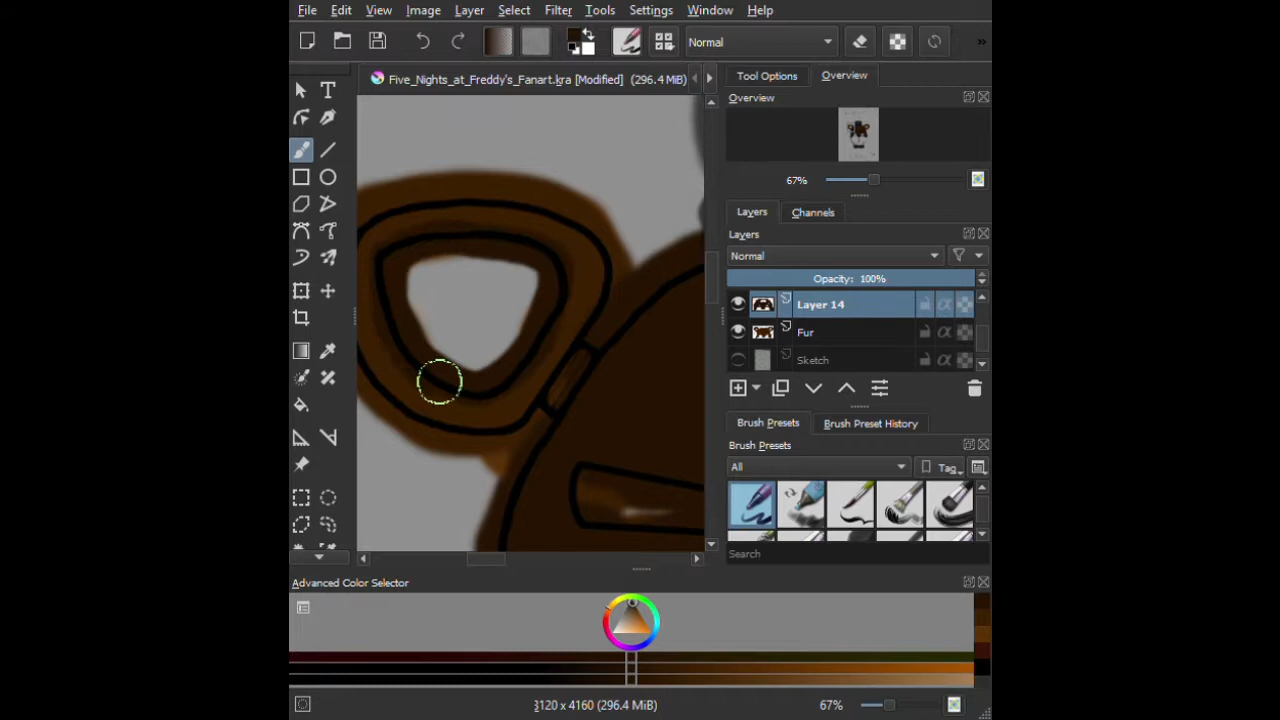 File Edit View Image Layer Select Filter Tools Settings Window Help
Normal
Five_Nights_at_Freddy's_Fanart.kra [Modified] (296.4 MiB)
Tool Options Overview
Overview
67%
Layers Channels
Layers
Normal
Opacity: 100%
Layer 14
Fur
Sketch
Brush Presets Brush Preset History
Brush Presets
All Tag
Search
Advanced Color Selector
3120 x 4160 (296.4 MiB) 67%